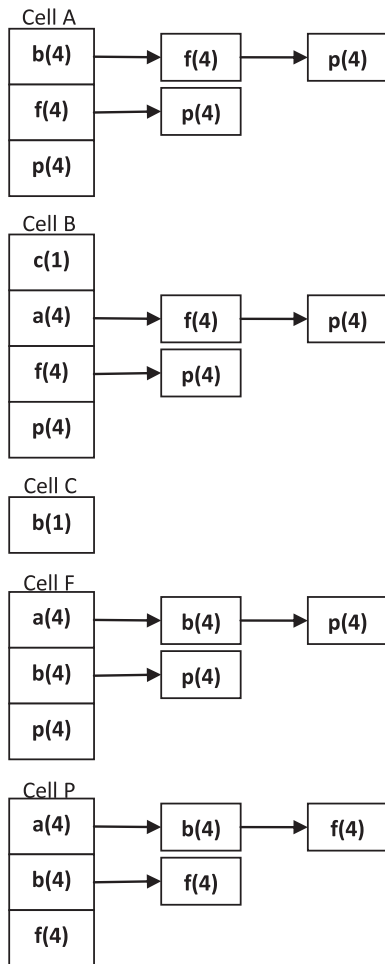 Cell A
b(4) f(4) p(4)
f(4) p(4)
p(4)
Cell B
c(1)
a(4) f(4) p(4)
f(4) p(4)
p(4)
Cell C
b(1)
Cell F
a(4) b(4) p(4)
b(4) p(4)
p(4)
Cell P
a(4) b(4) f(4)
b(4) f(4)
f(4)